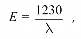 E = 1230 / λ ,